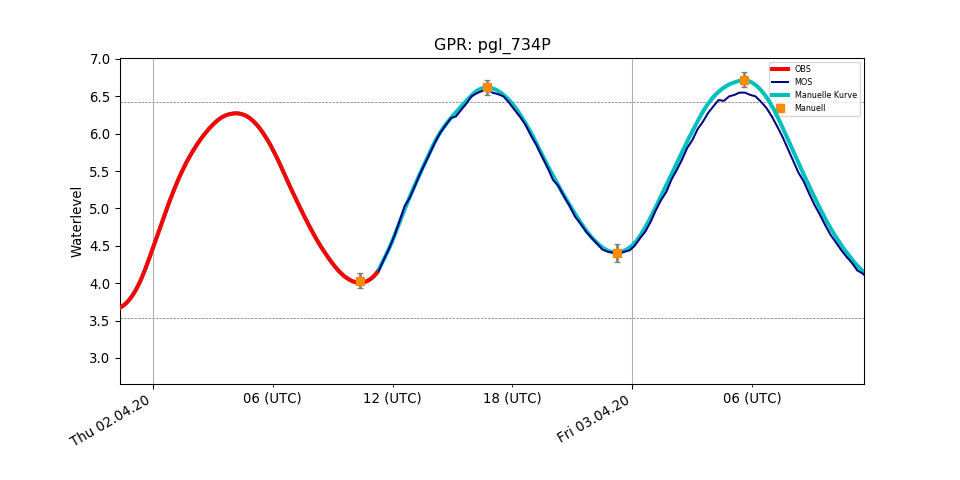 GPR: pgl_734P
7.0
6.5
6.0
5.5
5.0
4.5
4.0
3.5
3.0
Waterlevel
OBS
MOS
Manuelle Kurve
Manuell
Thu 02.04.20
06 (UTC)
12 (UTC)
18 (UTC)
Fri 03.04.20
06 (UTC)